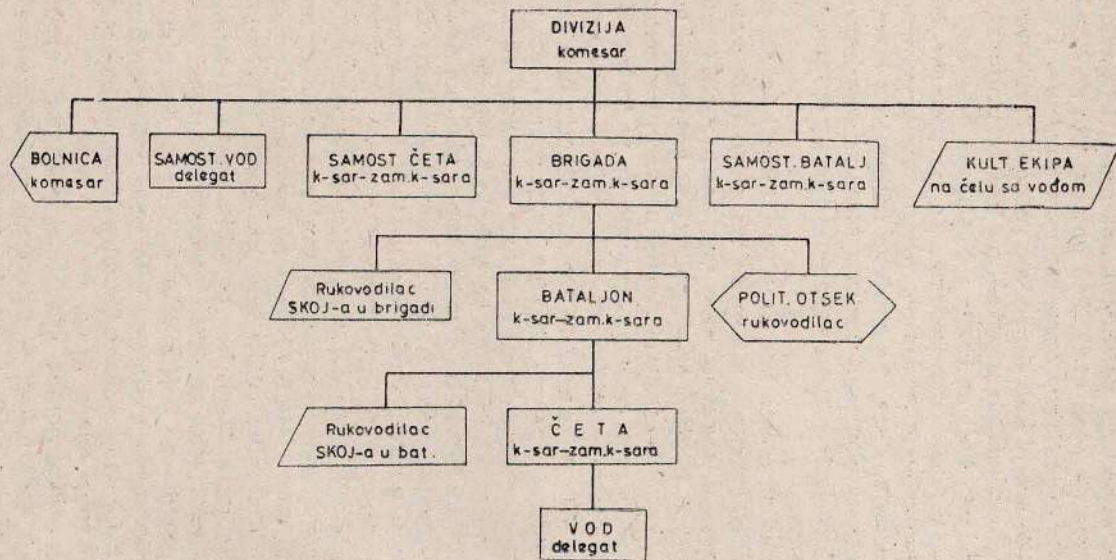 DIVIZIJA
komesar
BOLNICA
komesar
SAMOST. VOD
delegat
SAMOST ČETA
k-sar-zam.k-sara
BRIGADA
k-sar-zam.k-sara
SAMOST. BATALJ
k-sar-zam.k-sara
KULT. EKIPA
na čelu sa vođom
Rukovodilac
SKOJ-a u brigadi
BATALJON
k-sar-zam.k-sara
POLIT. OTSEK
rukovodilac
Rukovodilac
SKOJ-a u bat.
ČETA
k-sar-zam.k-sara
VOD
delegat